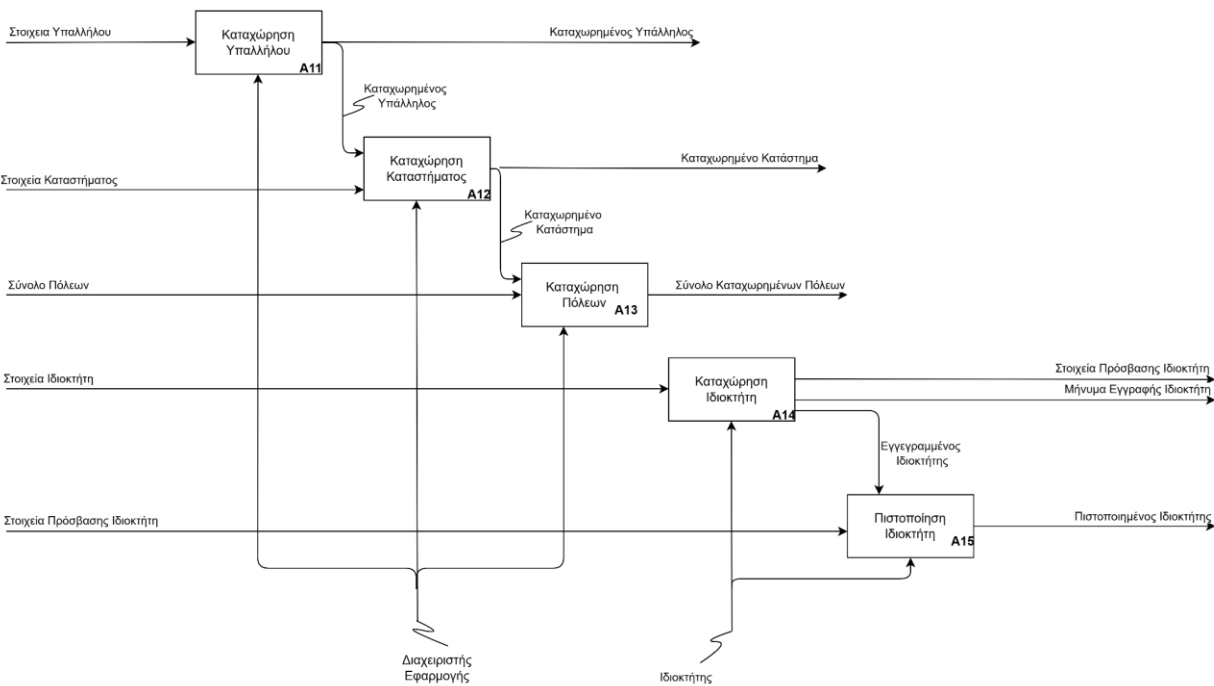 Στοιχεια Υπαλλήλου
Καταχώρηση
Υπαλλήλου
A11
Καταχωρημένος Υπάλληλος
Καταχωρημένος
Υπάλληλος
Στοιχεία Καταστήματος
Καταχώρηση
Καταστήματος
A12
Καταχωρημένο Κατάστημα
Καταχωρημένο
Κατάστημα
Σύνολο Πόλεων
Καταχώρηση
Πόλεων
A13
Σύνολο Καταχωρημένων Πόλεων
Στοιχεία Ιδιοκτήτη
Καταχώρηση
Ιδιοκτήτη
A14
Στοιχεία Πρόσβασης Ιδιοκτήτη
Μήνυμα Εγγραφής Ιδιοκτήτη
Εγγεγραμμένος
Ιδιοκτήτης
Στοιχεία Πρόσβασης Ιδιοκτήτη
Πιστοποίηση
Ιδιοκτήτη
A15
Πιστοποιημένος Ιδιοκτήτης
Διαχειριστής
Εφαρμογής
Ιδιοκτήτης